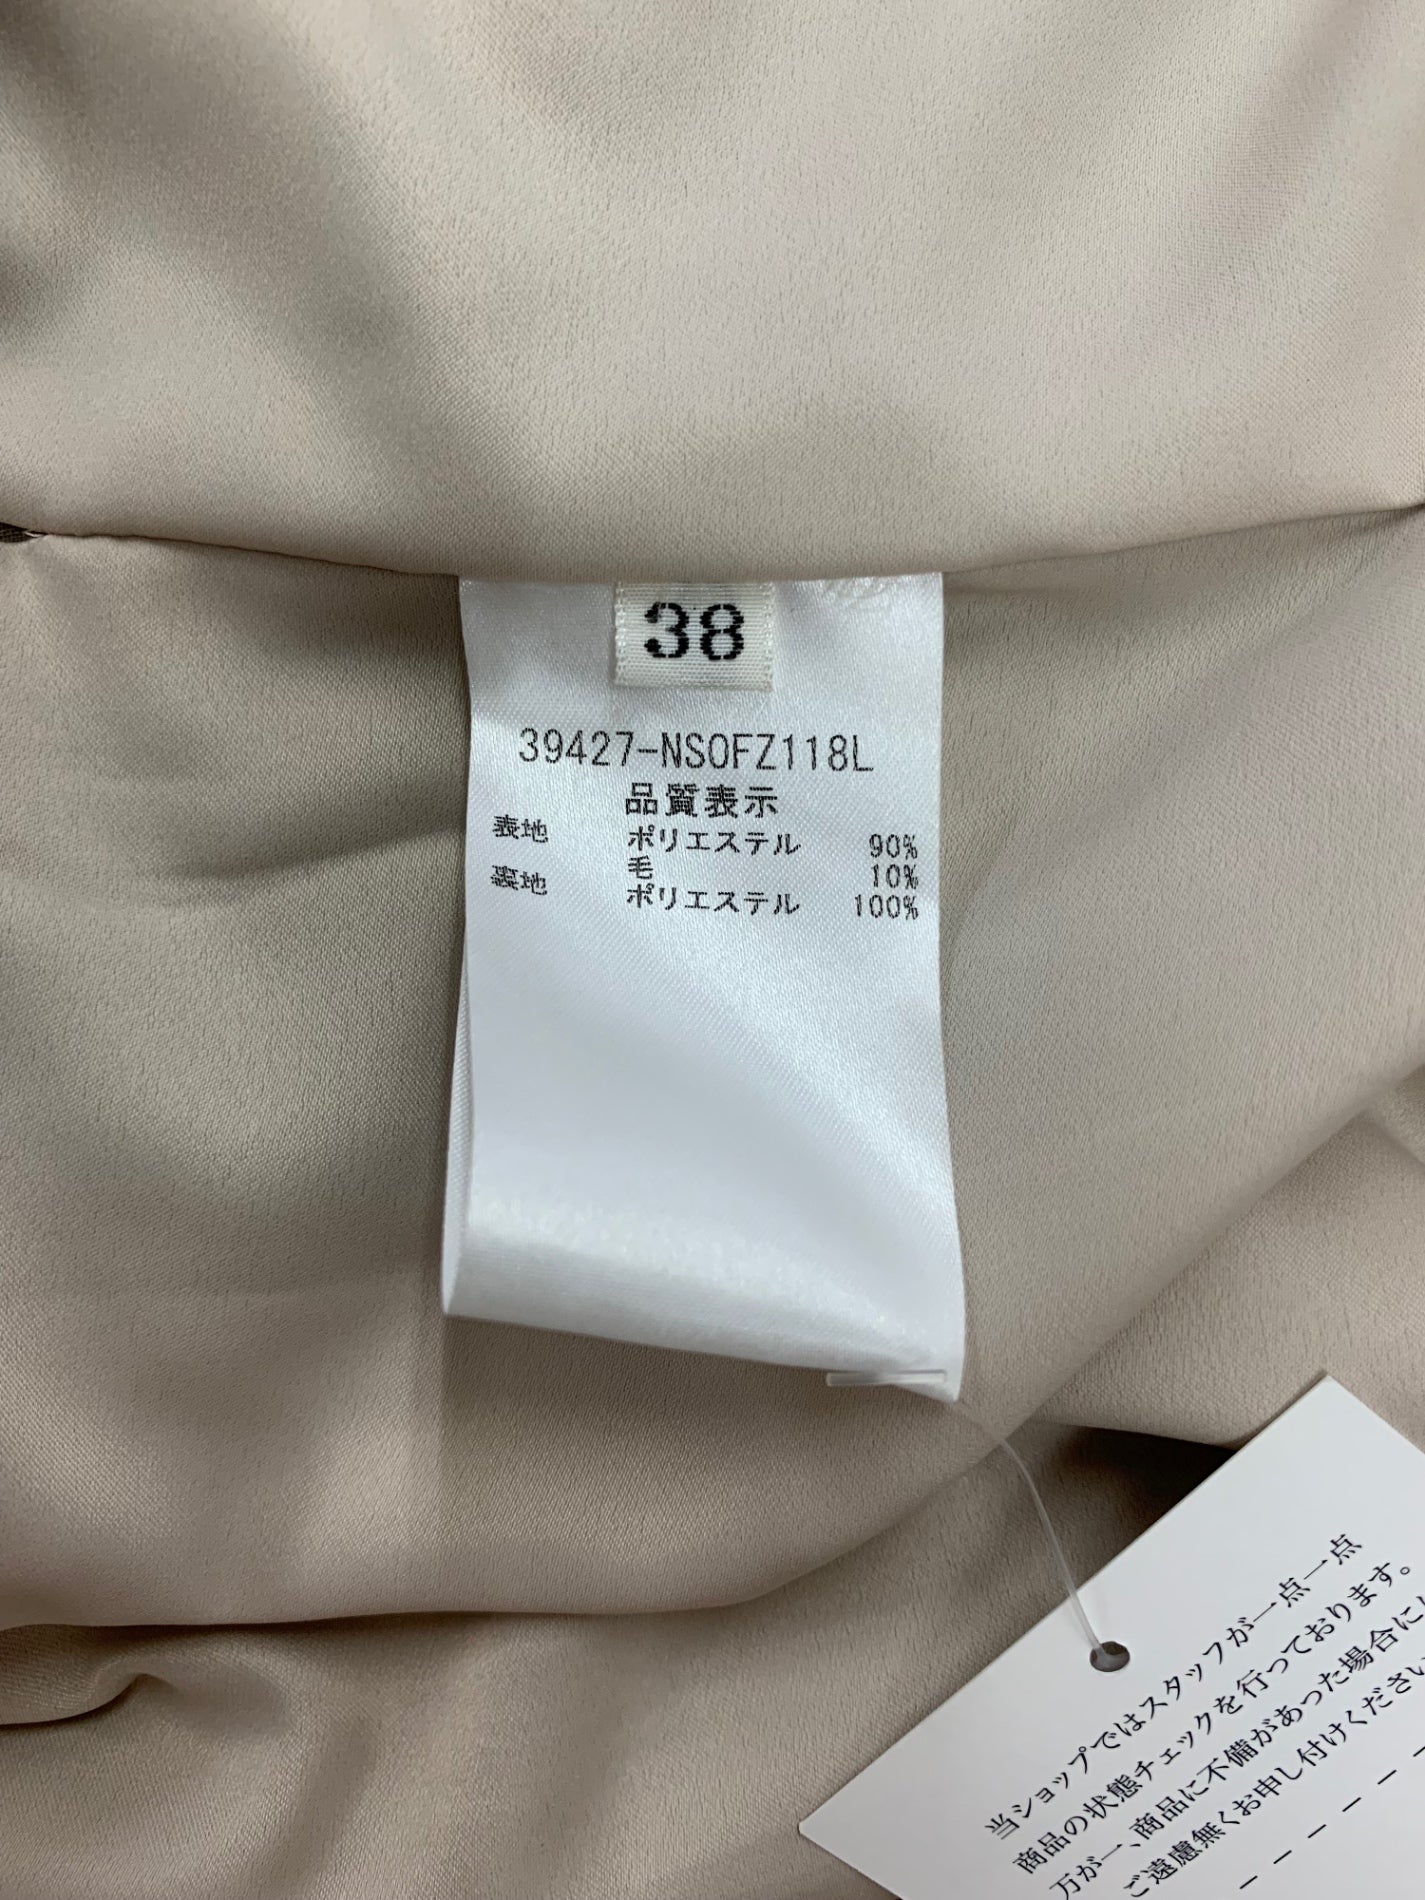 38
39427-NSOFZ118L
品質表示
表地 ポリエステル 90%
毛 10%
裏地 ポリエステル 100%
当ショップではスタッフが一点一点
商品の状態チェックを行っております。
万が一、商品に不備があった場合に
ご遠慮無くお申し付けください